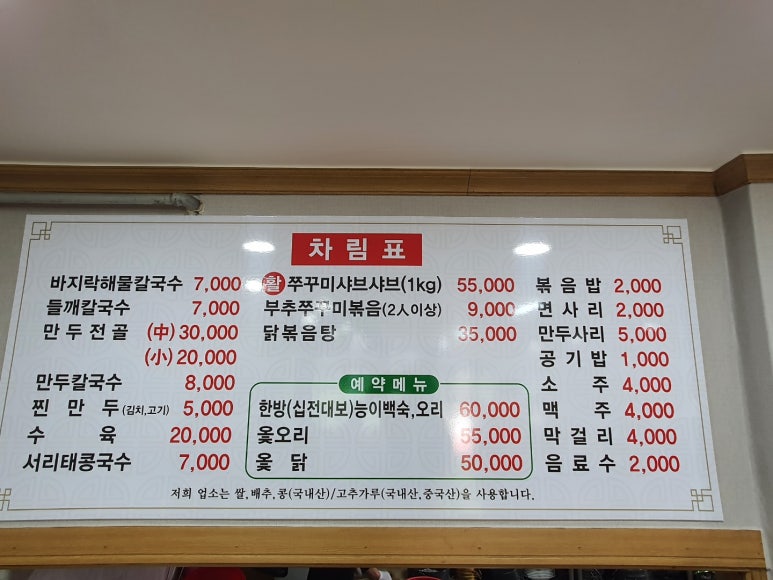 차림표
바지락해물칼국수 7,000
들깨칼국수 7,000
만두전골 (中) 30,000
(小) 20,000
만두칼국수 8,000
찐만두(김치,고기) 5,000
수육 20,000
서리태콩국수 7,000
활 쭈꾸미샤브샤브(1kg) 55,000
부추쭈꾸미볶음(2人이상) 9,000
닭볶음탕 35,000
예약메뉴
한방(십전대보)능이백숙,오리 60,000
옻오리 55,000
옻닭 50,000
볶음밥 2,000
면사리 2,000
만두사리 5,000
공기밥 1,000
소주 4,000
맥주 4,000
막걸리 4,000
음료수 2,000
저희 업소는 쌀,배추,콩(국내산)/고추가루(국내산,중국산)을 사용합니다.